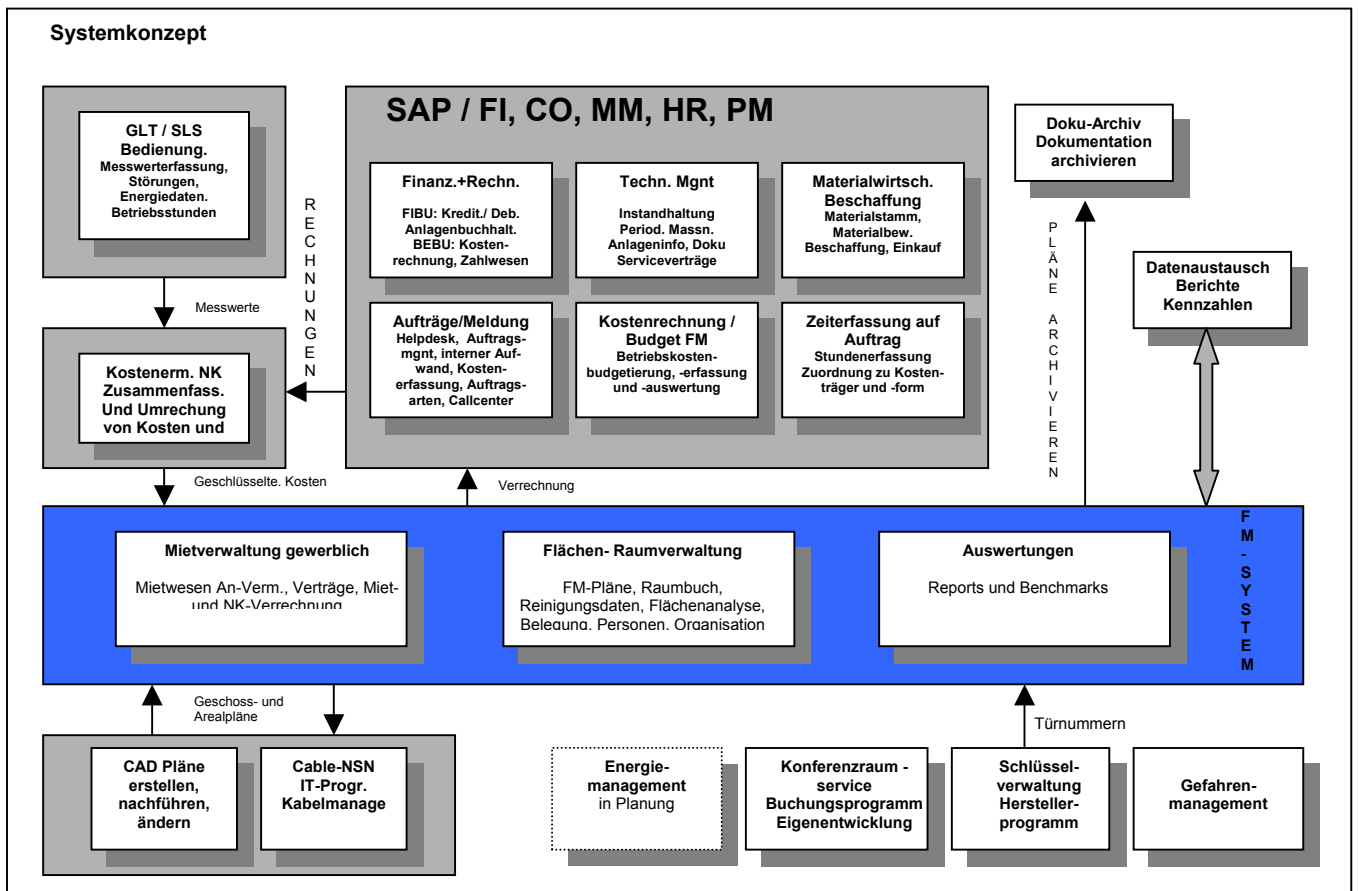 Systemkonzept
GLT / SLS
Bedienung.
Messwerterfassung,
Störungen,
Energiedaten.
Betriebsstunden
Messwerte
Kostenerm. NK
Zusammenfass.
Und Umrechung
von Kosten und
Geschlüsselte. Kosten
RECHNUNGEN
SAP / FI, CO, MM, HR, PM
Finanz.+Rechn.
FIBU: Kredit./ Deb.
Anlagenbuchhalt.
BEBU: Kosten-
rechnung, Zahlwesen
Techn. Mgnt
Instandhaltung
Period. Massn.
Anlageninfo, Doku
Serviceverträge
Materialwirtsch.
Beschaffung
Materialstamm,
Materialbew.
Beschaffung, Einkauf
Aufträge/Meldung
Helpdesk, Auftrags-
mgnt, interner Auf-
wand, Kosten-
erfassung, Auftrags-
arten, Callcenter
Kostenrechnung /
Budget FM
Betriebskosten-
budgetierung, -erfassung
und -auswertung
Zeiterfassung auf
Auftrag
Stundenerfassung
Zuordnung zu Kosten-
träger und -form
Verrechnung
Doku-Archiv
Dokumentation
archivieren
PLÄNE ARCHIVIEREN
Datenaustausch
Berichte
Kennzahlen
Mietverwaltung gewerblich
Mietwesen An-Verm., Verträge, Miet-
und NK-Verrechnung
Flächen- Raumverwaltung
FM-Pläne, Raumbuch,
Reinigungsdaten, Flächenanalyse,
Belegung, Personen, Organisation
Auswertungen
Reports und Benchmarks
FM-SYSTEM
Geschoss- und
Arealpläne
Türnummern
CAD Pläne
erstellen,
nachführen,
ändern
Cable-NSN
IT-Progr.
Kabelmanage
Energie-
management
in Planung
Konferenzraum -
service
Buchungsprogramm
Eigenentwicklung
Schlüssel-
verwaltung
Hersteller-
programm
Gefahren-
management